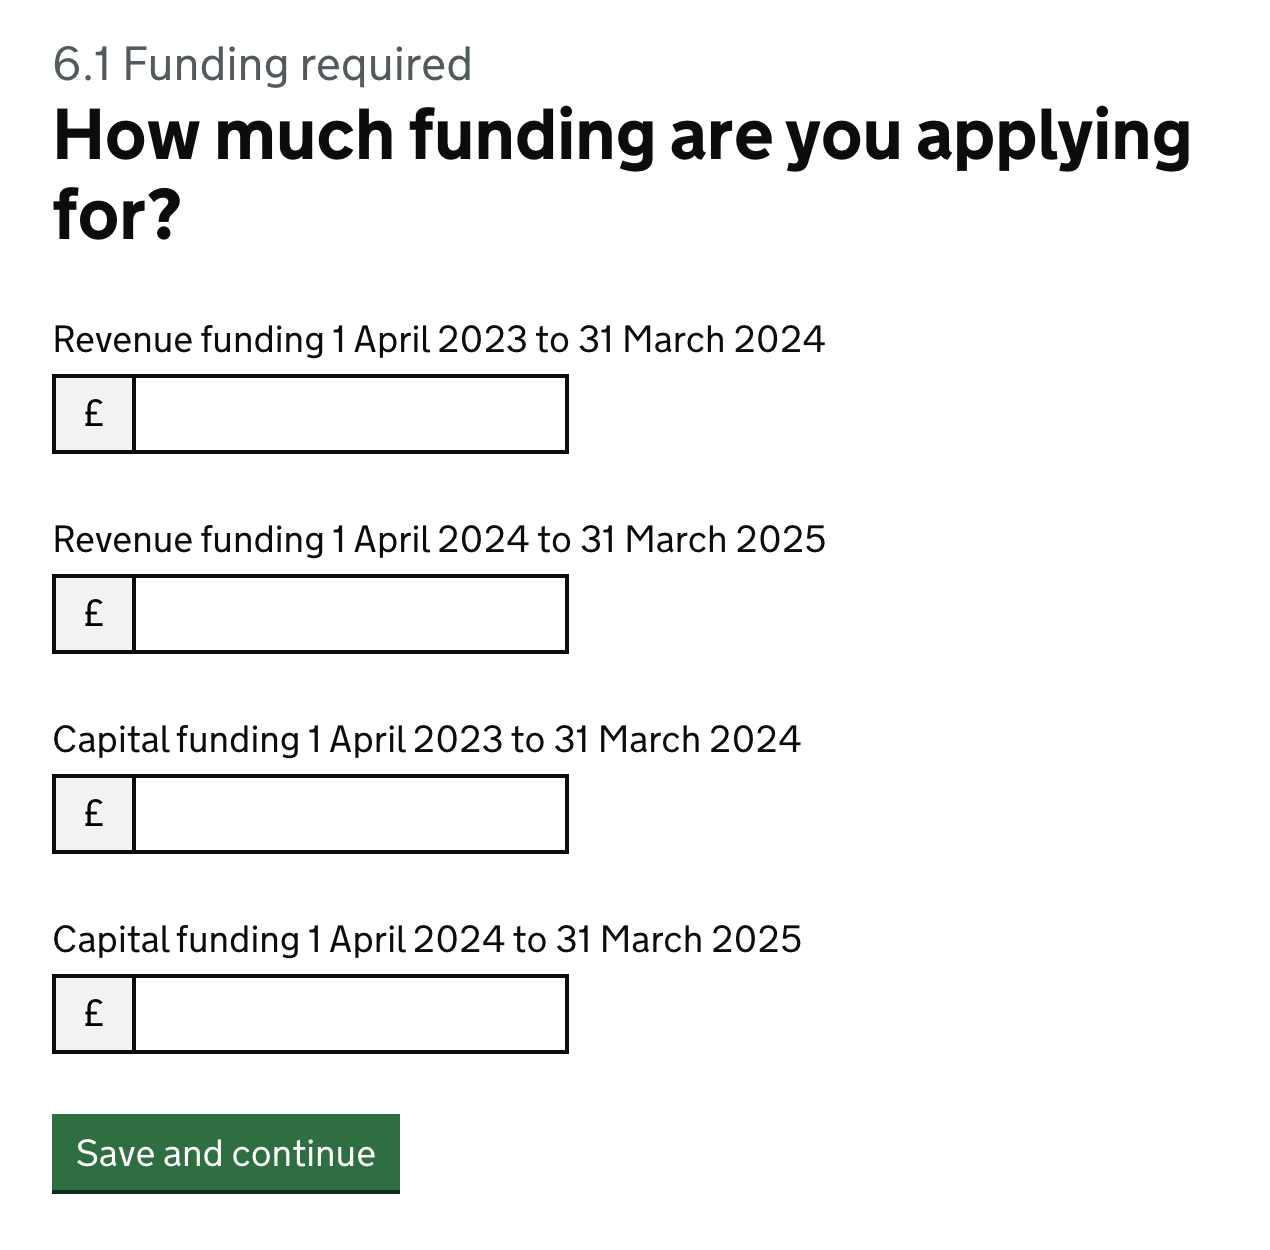 6.1 Funding required
How much funding are you applying
for?
Revenue funding 1 April 2023 to 31 March 2024
£
Revenue funding 1 April 2024 to 31 March 2025
£
Capital funding 1 April 2023 to 31 March 2024
£
Capital funding 1 April 2024 to 31 March 2025
£
Save and continue